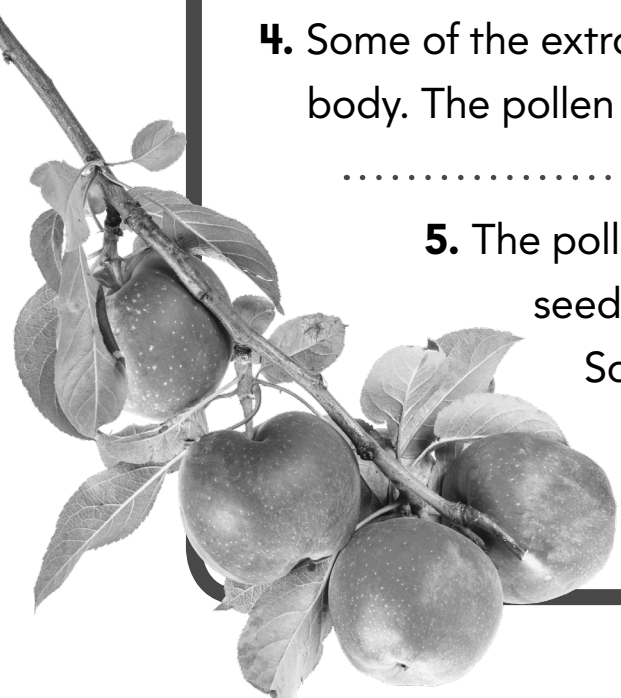 4. Some of the extra
body. The pollen
5. The poll
seed
So